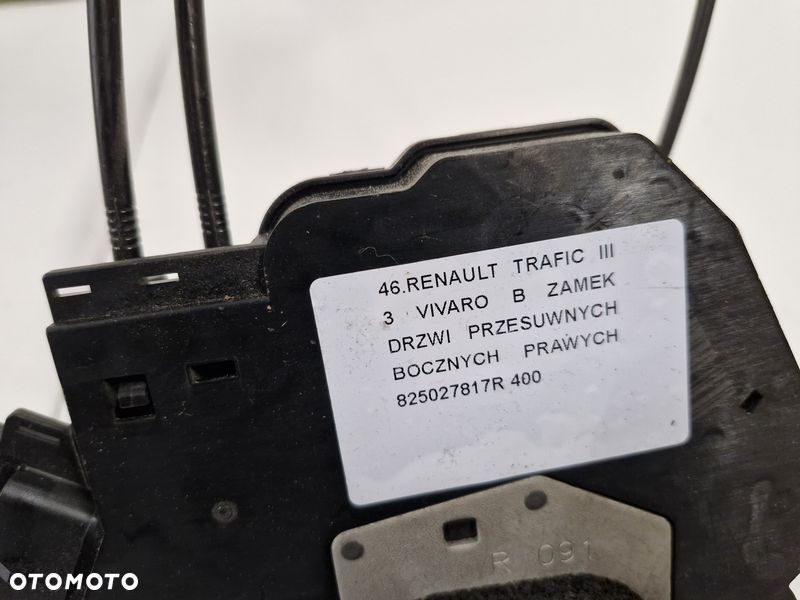 46.RENAULT TRAFIC III
3 VIVARO B ZAMEK
DRZWI PRZESUWNYCH
BOCZNYCH PRAWYCH
825027817R 400
R 091
OTOMOTO